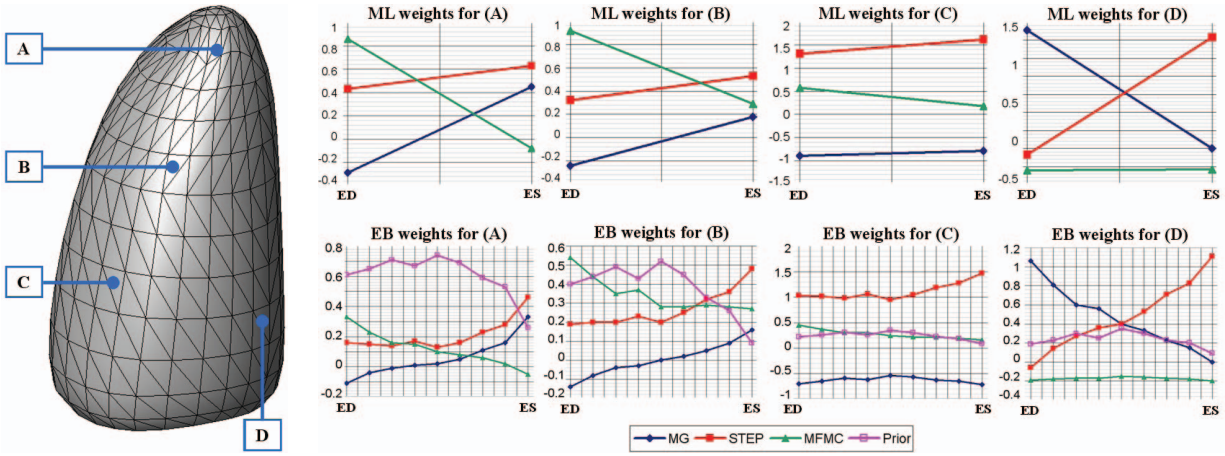 A
B
C
D
ML weights for (A)
1
0.8
0.6
0.4
0.2
0
-0.2
-0.4
ED
ES
ML weights for (B)
1
0.8
0.6
0.4
0.2
0
-0.2
-0.4
ED
ES
ML weights for (C)
2
1.5
1
0.5
0
-0.5
-1
-1.5
ED
ES
ML weights for (D)
1.5
1
0.5
0
-0.5
ED
ES
EB weights for (A)
0.8
0.6
0.4
0.2
0
-0.2
ED
ES
EB weights for (B)
0.6
0.5
0.4
0.3
0.2
0.1
0
-0.1
-0.2
ED
ES
EB weights for (C)
2
1.5
1
0.5
0
-0.5
-1
ED
ES
EB weights for (D)
1.2
1
0.8
0.6
0.4
0.2
0
-0.2
-0.4
ED
ES
MG STEP MFMC Prior